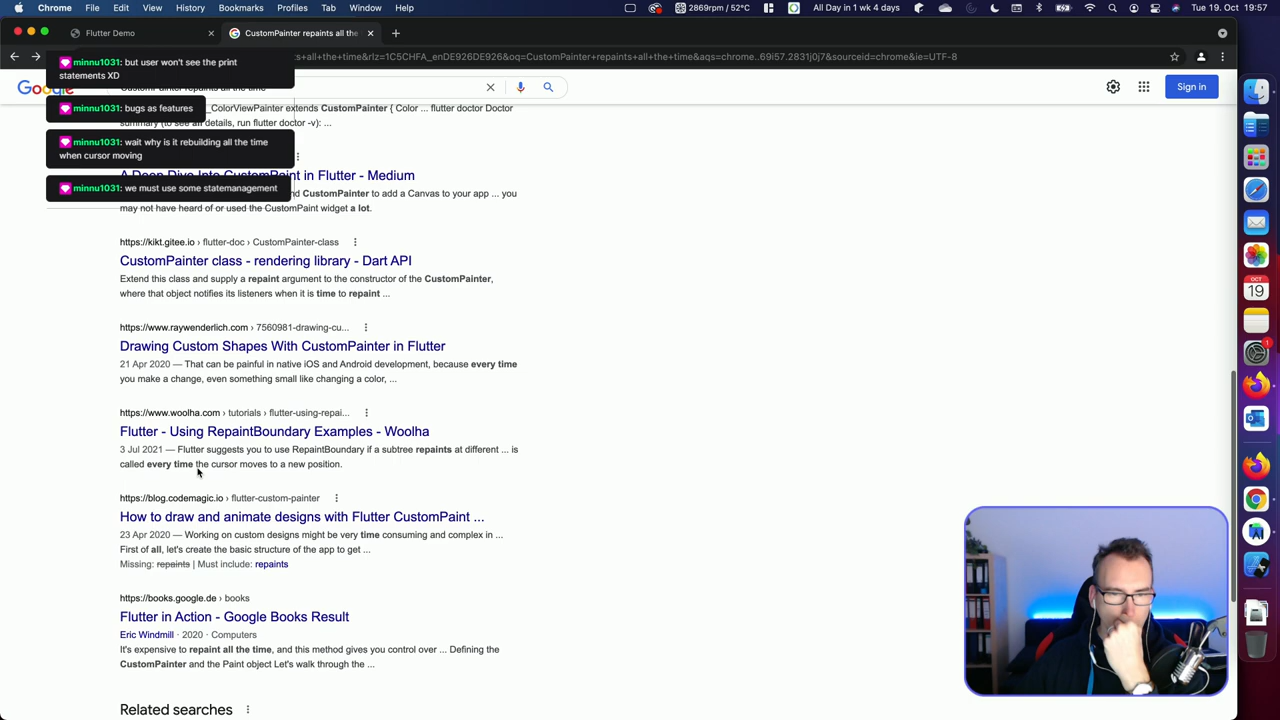 Chrome File Edit View History Bookmarks Profiles Tab Window Help
2869rpm / 52°C
All Day in 1 wk 4 days
Tue 19. Oct 19:57
Flutter Demo
CustomPainter repaints all the
s+all+the+time&rlz=1C5CHFA_enDE926DE926&oq=CustomPainter+repaints+all+the+time&aqs=chrome..69i57.2831j0j7&sourceid=chrome&ie=UTF-8
minnu1031: but user won't see the print
statements XD
Google
Sign in
minnu1031: bugs as features
_ColorViewPainter extends CustomPainter { Color ... flutter doctor Doctor
summary (to see all details, run flutter doctor -v): ...
minnu1031: wait why is it rebuilding all the time
when cursor moving
A Deep Dive Into CustomPaint in Flutter - Medium
minnu1031: we must use some statemanagement
CustomPainter to add a Canvas to your app ... you
may not have heard of or used the CustomPaint widget a lot.
https://kikt.gitee.io › flutter-doc › CustomPainter-class
CustomPainter class - rendering library - Dart API
Extend this class and supply a repaint argument to the constructor of the CustomPainter,
where that object notifies its listeners when it is time to repaint ...
https://www.raywenderlich.com › 7560981-drawing-cu...
Drawing Custom Shapes With CustomPainter in Flutter
21 Apr 2020 — That can be painful in native iOS and Android development, because every time
you make a change, even something small like changing a color, ...
https://www.woolha.com › tutorials › flutter-using-repai...
Flutter - Using RepaintBoundary Examples - Woolha
3 Jul 2021 — Flutter suggests you to use RepaintBoundary if a subtree repaints at different ... is
called every time the cursor moves to a new position.
https://blog.codemagic.io › flutter-custom-painter
How to draw and animate designs with Flutter CustomPaint ...
23 Apr 2020 — Working on custom designs might be very time consuming and complex in ...
First of all, let's create the basic structure of the app to get ...
Missing: repaints | Must include: repaints
https://books.google.de › books
Flutter in Action - Google Books Result
Eric Windmill · 2020 · Computers
It's expensive to repaint all the time, and this method gives you control over ... Defining the
CustomPainter and the Paint object Let's walk through the ...
Related searches
OCT
19
1